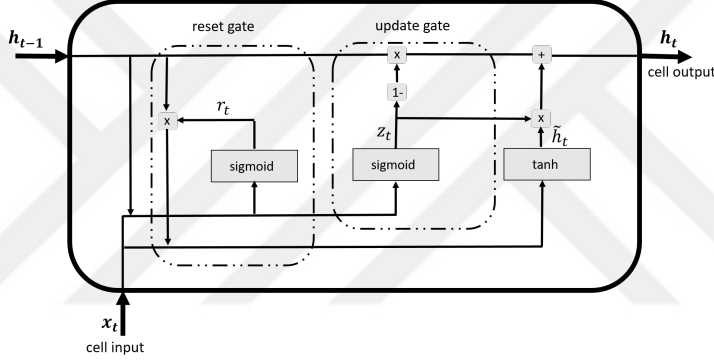 reset gate
update gate
h_{t−1}
h_t
cell output
x
+
1-
r_t
x
z_t
x
h̃_t
sigmoid
sigmoid
tanh
x_t
cell input